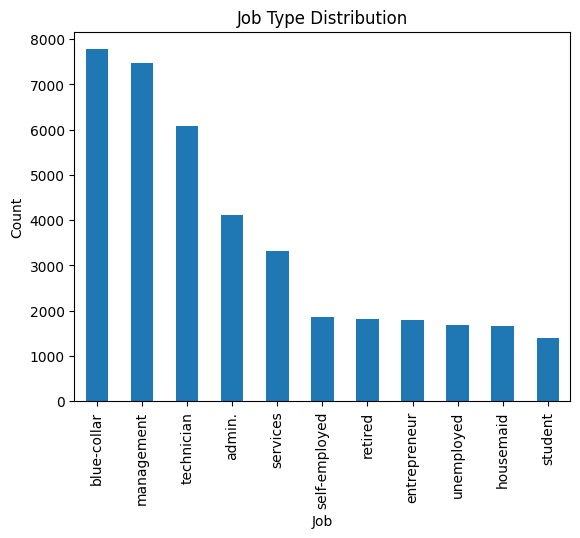 Job Type Distribution
Count
8000
7000
6000
5000
4000
3000
2000
1000
0
blue-collar
management
technician
admin.
services
self-employed
retired
entrepreneur
unemployed
housemaid
student
Job